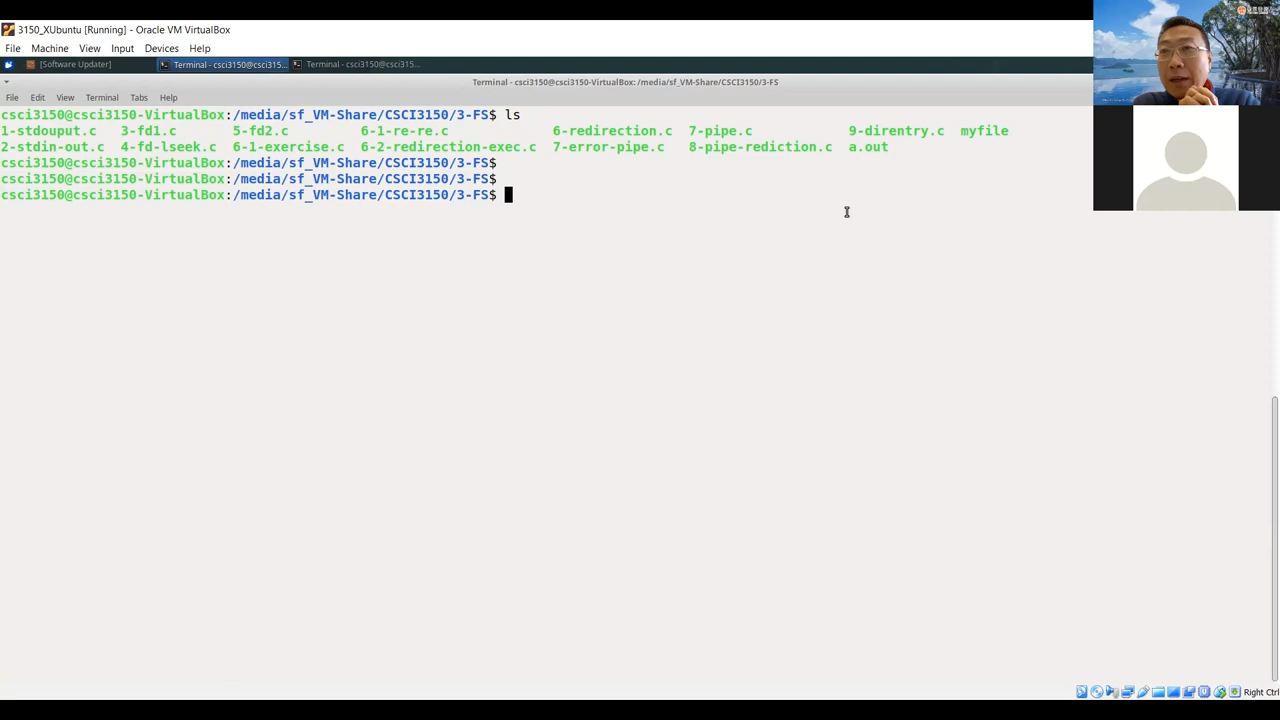 3150_XUbuntu [Running] - Oracle VM VirtualBox
File Machine View Input Devices Help
[Software Updater] Terminal - csci3150@csci315... Terminal - csci3150@csci315...
Terminal - csci3150@csci3150-VirtualBox: /media/sf_VM-Share/CSCI3150/3-FS
File Edit View Terminal Tabs Help
csci3150@csci3150-VirtualBox:/media/sf_VM-Share/CSCI3150/3-FS$ ls
1-stdouput.c 3-fd1.c 5-fd2.c 6-1-re-re.c 6-redirection.c 7-pipe.c 9-direntry.c myfile
2-stdin-out.c 4-fd-lseek.c 6-1-exercise.c 6-2-redirection-exec.c 7-error-pipe.c 8-pipe-rediction.c a.out
csci3150@csci3150-VirtualBox:/media/sf_VM-Share/CSCI3150/3-FS$
csci3150@csci3150-VirtualBox:/media/sf_VM-Share/CSCI3150/3-FS$
csci3150@csci3150-VirtualBox:/media/sf_VM-Share/CSCI3150/3-FS$
Right Ctrl